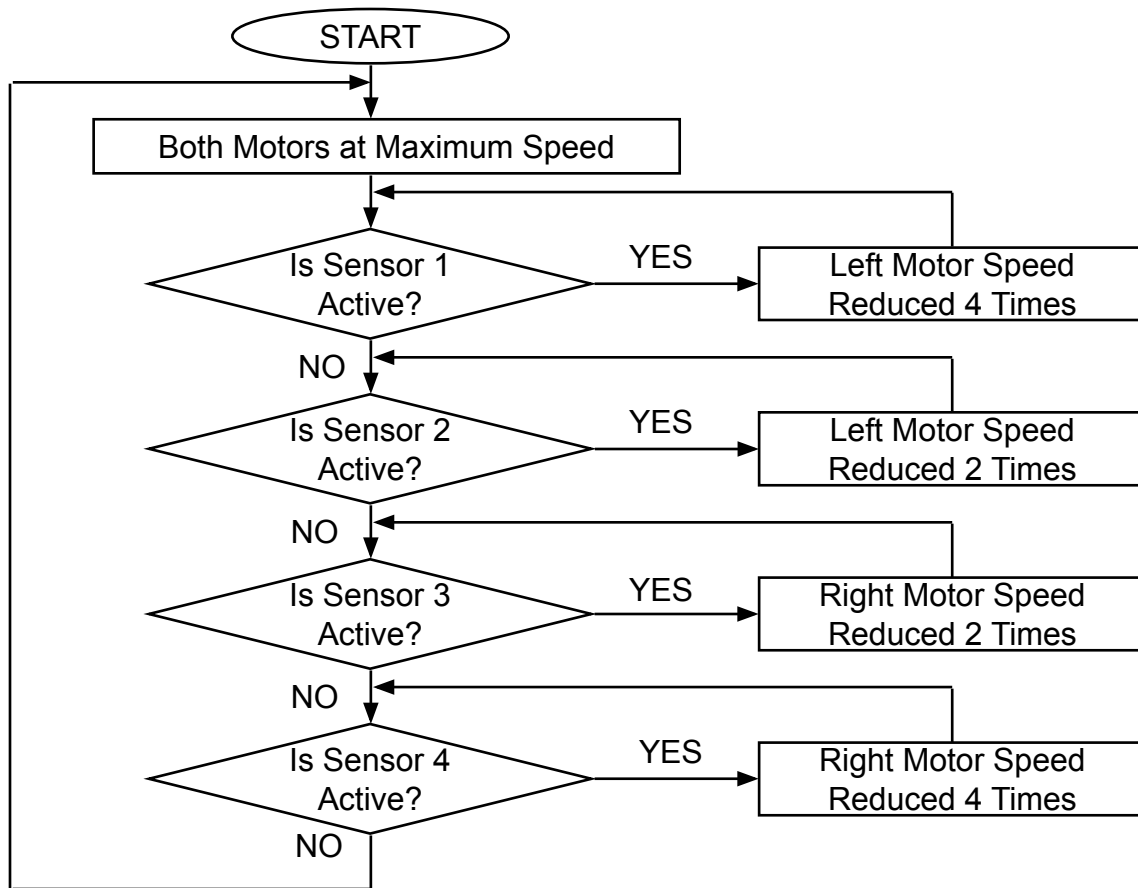 START
Both Motors at Maximum Speed
Is Sensor 1
Active?
YES
Left Motor Speed
Reduced 4 Times
NO
Is Sensor 2
Active?
YES
Left Motor Speed
Reduced 2 Times
NO
Is Sensor 3
Active?
YES
Right Motor Speed
Reduced 2 Times
NO
Is Sensor 4
Active?
YES
Right Motor Speed
Reduced 4 Times
NO